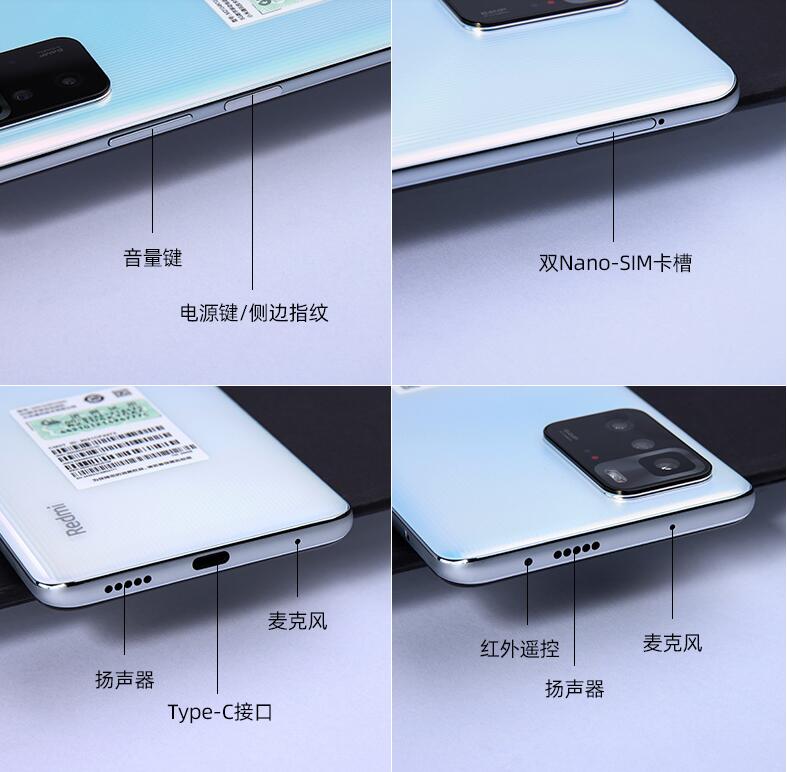 音量键
电源键/侧边指纹
双Nano-SIM卡槽
Redmi
麦克风
扬声器
Type-C接口
红外遥控
麦克风
扬声器